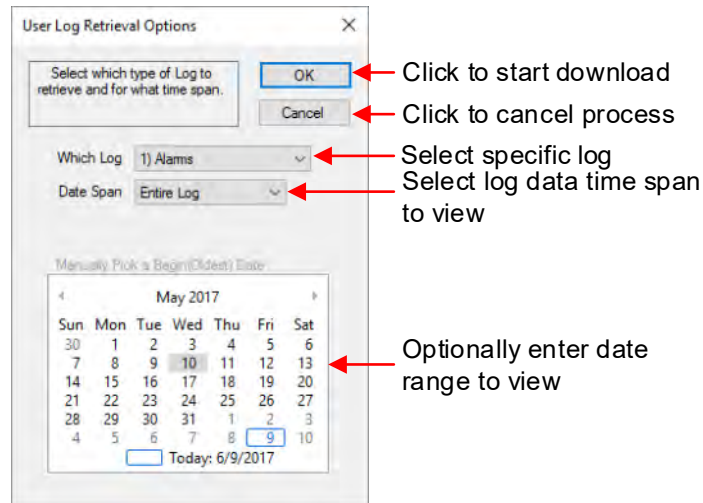 User Log Retrieval Options
Select which type of Log to
retrieve and for what time span.
OK
Click to start download
Cancel
Click to cancel process
Which Log 1) Alarms
Select specific log
Date Span Entire Log
Select log data time span
to view
Manually Pick a Begin(Oldest) Date
May 2017
Sun Mon Tue Wed Thu Fri Sat
30 1 2 3 4 5 6
7 8 9 10 11 12 13
14 15 16 17 18 19 20
21 22 23 24 25 26 27
28 29 30 31 1 2 3
4 5 6 7 8 9 10
Today: 6/9/2017
Optionally enter date
range to view